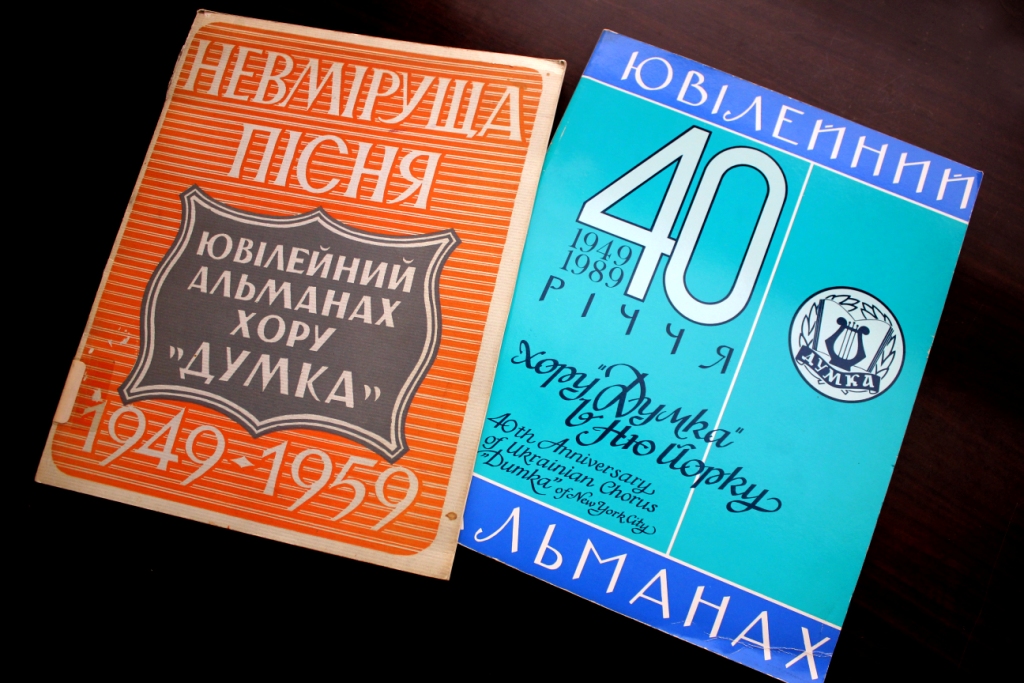 НЕВМІРУЩА
ПІСНЯ
ЮВІЛЕЙНИЙ
АЛЬМАНАХ
ХОРУ
„ДУМКА”
1949-1959
ЮВІЛЕЙНИЙ
40
1949
1989
РІЧЧЯ
ДУМКА
хору "Думка"
ъ Ню Йорку
40th Anniversary
of Ukrainian Chorus
"Dumka" of New York City
АЛЬМАНАХ